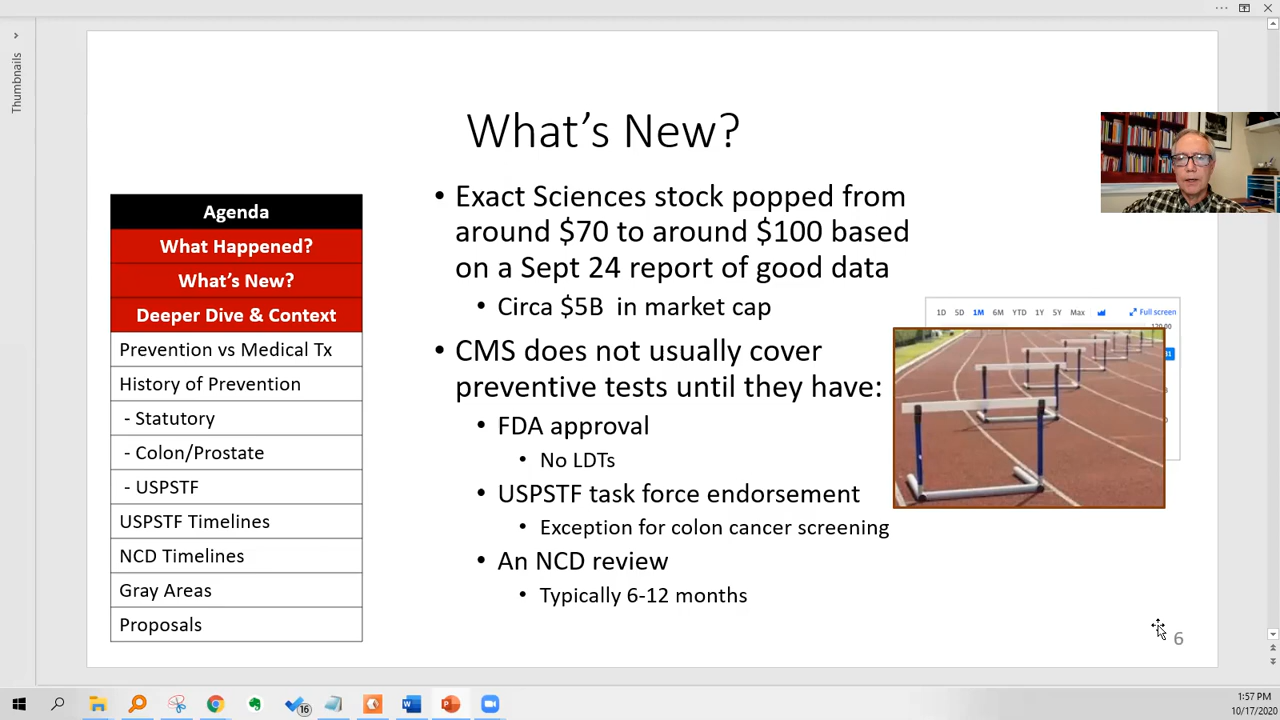 Thumbnails
What's New?
Agenda
What Happened?
What's New?
Deeper Dive & Context
Prevention vs Medical Tx
History of Prevention
- Statutory
- Colon/Prostate
- USPSTF
USPSTF Timelines
NCD Timelines
Gray Areas
Proposals
• Exact Sciences stock popped from
around $70 to around $100 based
on a Sept 24 report of good data
• Circa $5B in market cap
• CMS does not usually cover
preventive tests until they have:
• FDA approval
• No LDTs
• USPSTF task force endorsement
• Exception for colon cancer screening
• An NCD review
• Typically 6-12 months
1D 5D 1M 6M YTD 1Y 5Y Max Full screen
6
16
1:57 PM
10/17/2020